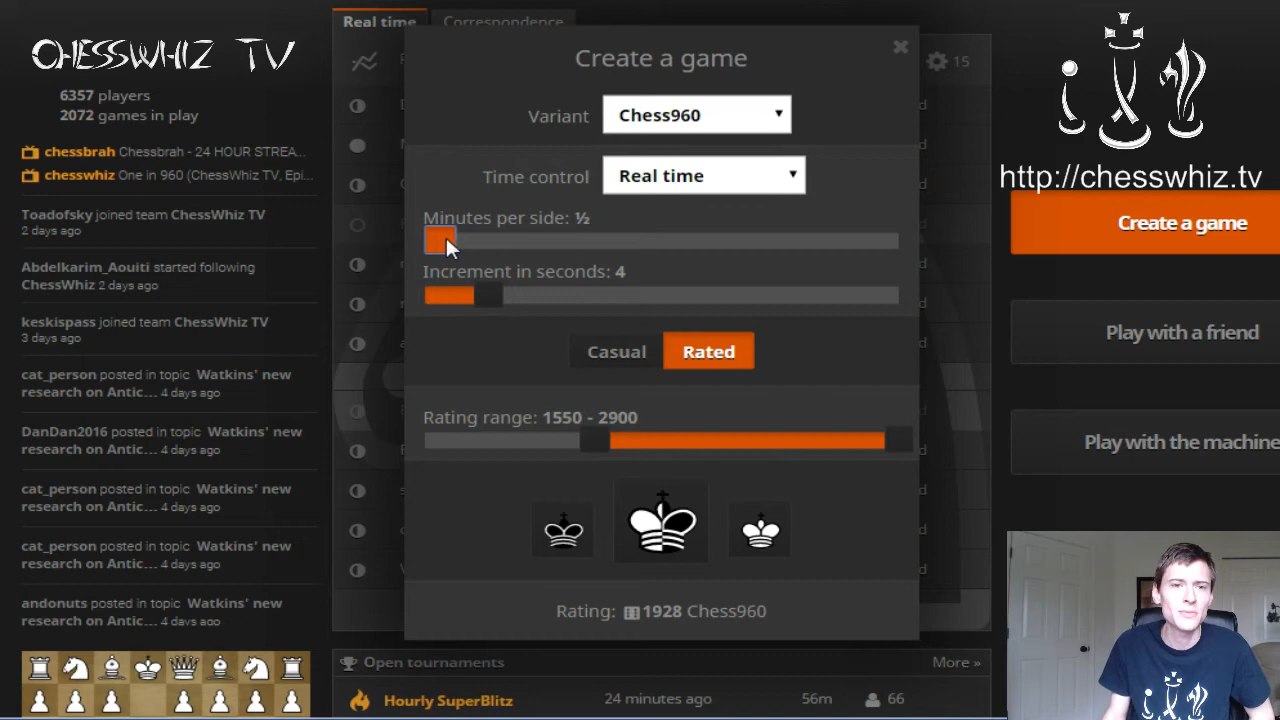 CHESSWHIZ TV
6357 players
2072 games in play
chessbrah Chessbrah - 24 HOUR STREA...
chesswhiz One in 960 (ChessWhiz TV, Epi...
Toadofsky joined team ChessWhiz TV
2 days ago
Abdelkarim_Aouiti started following
ChessWhiz 2 days ago
keskispass joined team ChessWhiz TV
3 days ago
cat_person posted in topic Watkins' new
research on Antic... 4 days ago
DanDan2016 posted in topic Watkins' new
research on Antic... 4 days ago
cat_person posted in topic Watkins' new
research on Antic... 4 days ago
cat_person posted in topic Watkins' new
research on Antic... 4 days ago
andonuts posted in topic Watkins' new
research on Antic... 4 days ago
Real time Correspondence
15
Create a game
Variant Chess960
Time control Real time
Minutes per side: ½
Increment in seconds: 4
Casual Rated
Rating range: 1550 - 2900
Rating: 1928 Chess960
Open tournaments More »
Hourly SuperBlitz 24 minutes ago 56m 66
http://chesswhiz.tv
Create a game
Play with a friend
Play with the machine